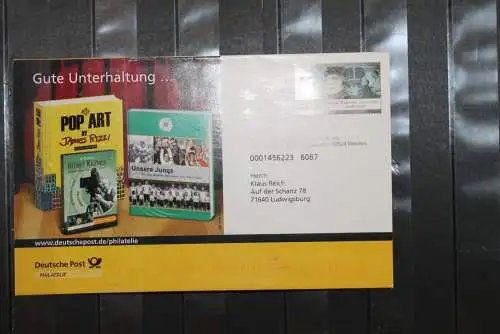 Gute Unterhaltung ...
POP ART
BY
JAMES RIZZI
Unsere Jungs
www.deutschepost.de/philatelie
Deutsche Post
PHILATELIE
0001456223 6087
Herrn
Klaus Reich
Auf der Schanz 78
71640 Ludwigsburg